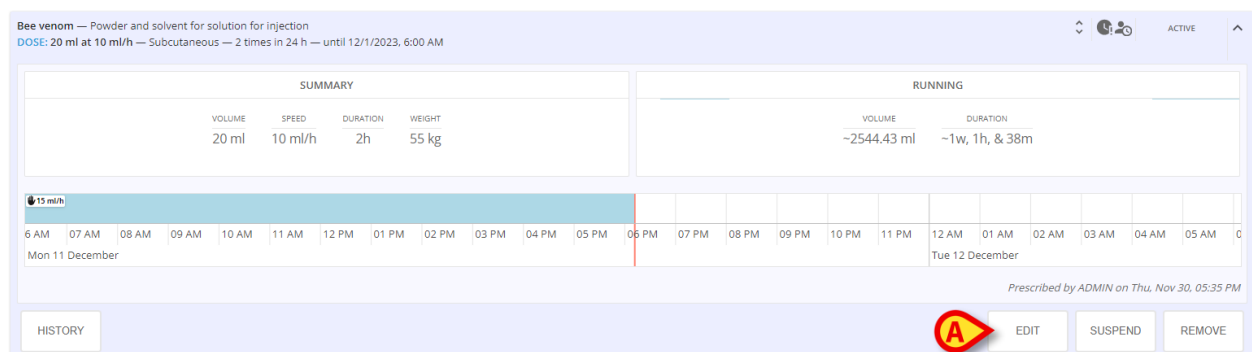 Bee venom — Powder and solvent for solution for injection
ACTIVE
DOSE: 20 ml at 10 ml/h — Subcutaneous — 2 times in 24 h — until 12/1/2023, 6:00 AM
SUMMARY
VOLUME SPEED DURATION WEIGHT
20 ml 10 ml/h 2h 55 kg
RUNNING
VOLUME DURATION
~2544.43 ml ~1w, 1h, & 38m
15 ml/h
6 AM 07 AM 08 AM 09 AM 10 AM 11 AM 12 PM 01 PM 02 PM 03 PM 04 PM 05 PM 06 PM 07 PM 08 PM 09 PM 10 PM 11 PM 12 AM 01 AM 02 AM 03 AM 04 AM 05 AM 0
Mon 11 December Tue 12 December
Prescribed by ADMIN on Thu, Nov 30, 05:35 PM
HISTORY A EDIT SUSPEND REMOVE